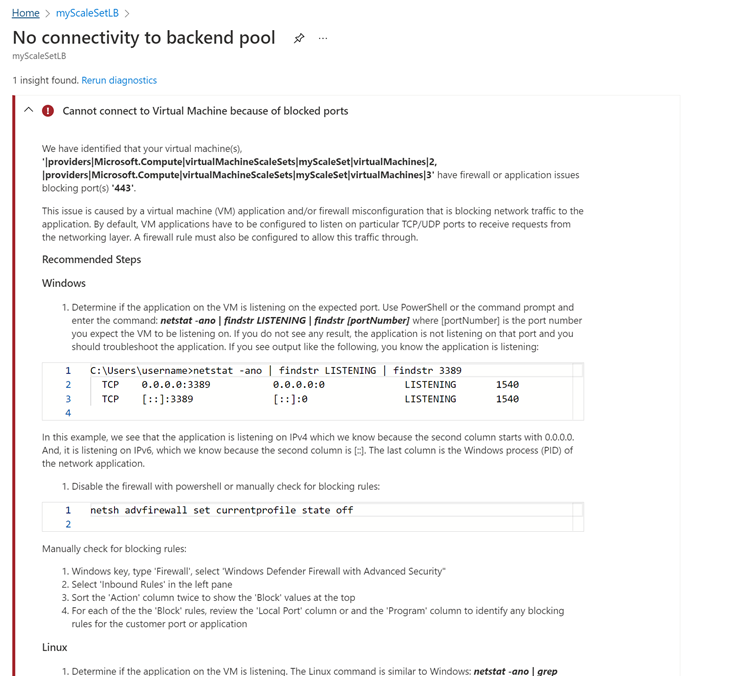 Home > myScaleSetLB >
No connectivity to backend pool ...
myScaleSetLB
1 insight found. Rerun diagnostics
Cannot connect to Virtual Machine because of blocked ports
We have identified that your virtual machine(s),
'|providers|Microsoft.Compute|virtualMachineScaleSets|myScaleSet|virtualMachines|2,
|providers|Microsoft.Compute|virtualMachineScaleSets|myScaleSet|virtualMachines|3' have firewall or application issues
blocking port(s) '443'.
This issue is caused by a virtual machine (VM) application and/or firewall misconfiguration that is blocking network traffic to the
application. By default, VM applications have to be configured to listen on particular TCP/UDP ports to receive requests from
the networking layer. A firewall rule must also be configured to allow this traffic through.
Recommended Steps
Windows
1. Determine if the application on the VM is listening on the expected port. Use PowerShell or the command prompt and
enter the command: netstat -ano | findstr LISTENING | findstr [portNumber] where [portNumber] is the port number
you expect the VM to be listening on. If you do not see any result, the application is not listening on that port and you
should troubleshoot the application. If you see output like the following, you know the application is listening:
1 C:\Users\username>netstat -ano | findstr LISTENING | findstr 3389
2 TCP 0.0.0.0:3389 0.0.0.0:0 LISTENING 1540
3 TCP [::]:3389 [::]:0 LISTENING 1540
4
In this example, we see that the application is listening on IPv4 which we know because the second column starts with 0.0.0.0.
And, it is listening on IPv6, which we know because the second column is [::]. The last column is the Windows process (PID) of
the network application.
1. Disable the firewall with powershell or manually check for blocking rules:
1 netsh advfirewall set currentprofile state off
2
Manually check for blocking rules:
1. Windows key, type 'Firewall', select 'Windows Defender Firewall with Advanced Security"
2. Select 'Inbound Rules' in the left pane
3. Sort the 'Action' column twice to show the 'Block' values at the top
4. For each of the the 'Block' rules, review the 'Local Port' column or and the 'Program' column to identify any blocking
rules for the customer port or application
Linux
1. Determine if the application on the VM is listening. The Linux command is similar to Windows: netstat -ano | grep